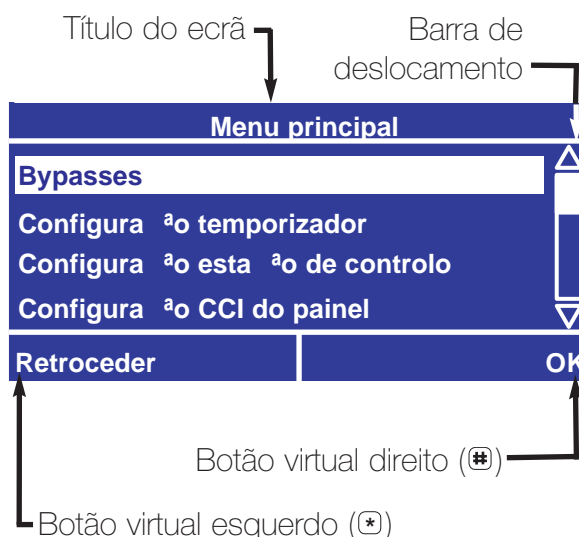 Título do ecrã
Barra de
deslocamento
Menu principal
Bypasses
Configura ªo temporizador
Configura ªo esta ªo de controlo
Configura ªo CCI do painel
Retroceder
OK
Botão virtual direito (#)
Botão virtual esquerdo (*)